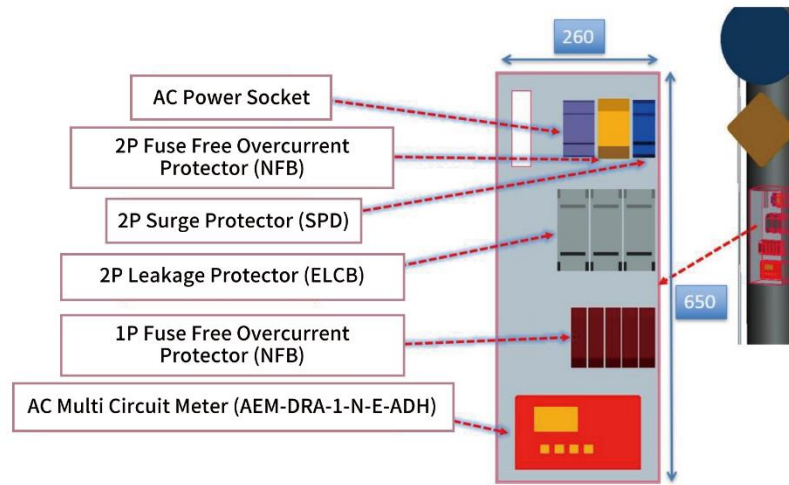 260
AC Power Socket
2P Fuse Free Overcurrent
Protector (NFB)
2P Surge Protector (SPD)
2P Leakage Protector (ELCB)
650
1P Fuse Free Overcurrent
Protector (NFB)
AC Multi Circuit Meter (AEM-DRA-1-N-E-ADH)